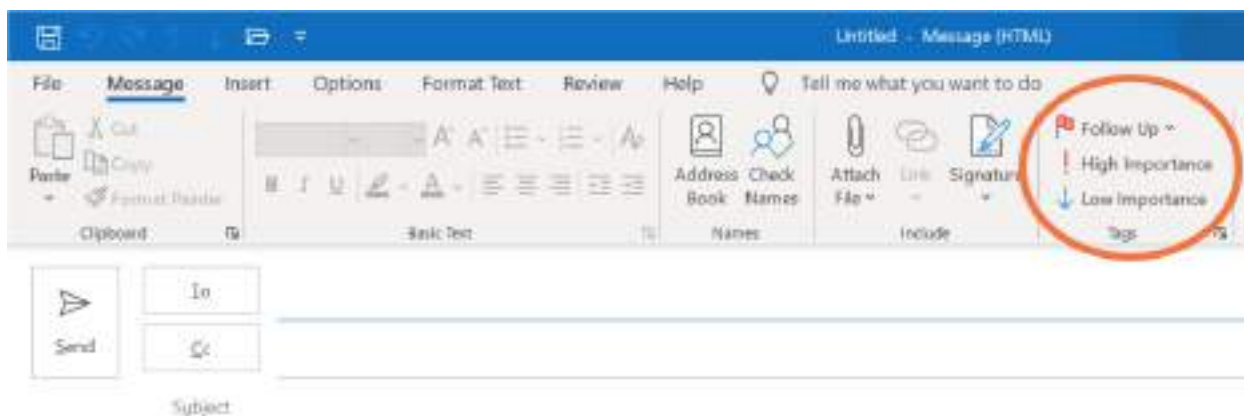 Untitled - Message (HTML)
File Message Insert Options Format Text Review Help Tell me what you want to do
Paste
Cut
Copy
Format Painter
Clipboard
A A A
B I U A
Basic Text
Address Book
Check Names
Names
Attach File
Link
Signature
Include
Follow Up
High Importance
Low Importance
Tags
Send
To
Cc
Subject